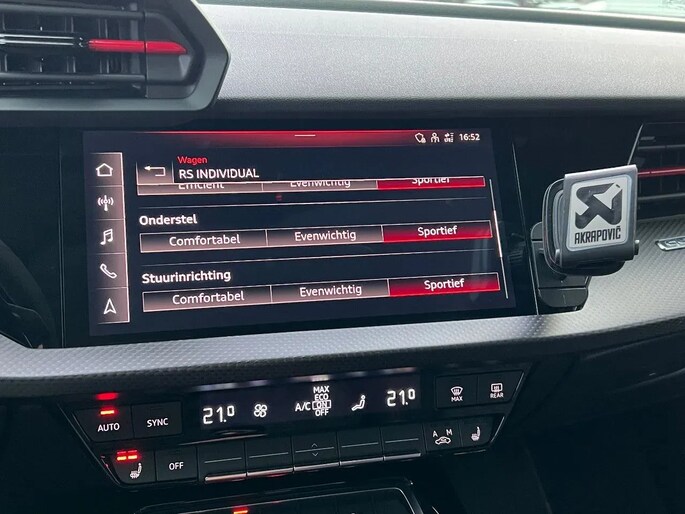 16:52
Wagen
RS INDIVIDUAL
Efficiënt Evenwichtig Sportief
Onderstel
Comfortabel Evenwichtig Sportief
Stuurinrichting
Comfortabel Evenwichtig Sportief
AKRAPOVIČ
AUTO SYNC 21.0 A/C MAX ECO ON OFF 21.0 MAX REAR
OFF A M